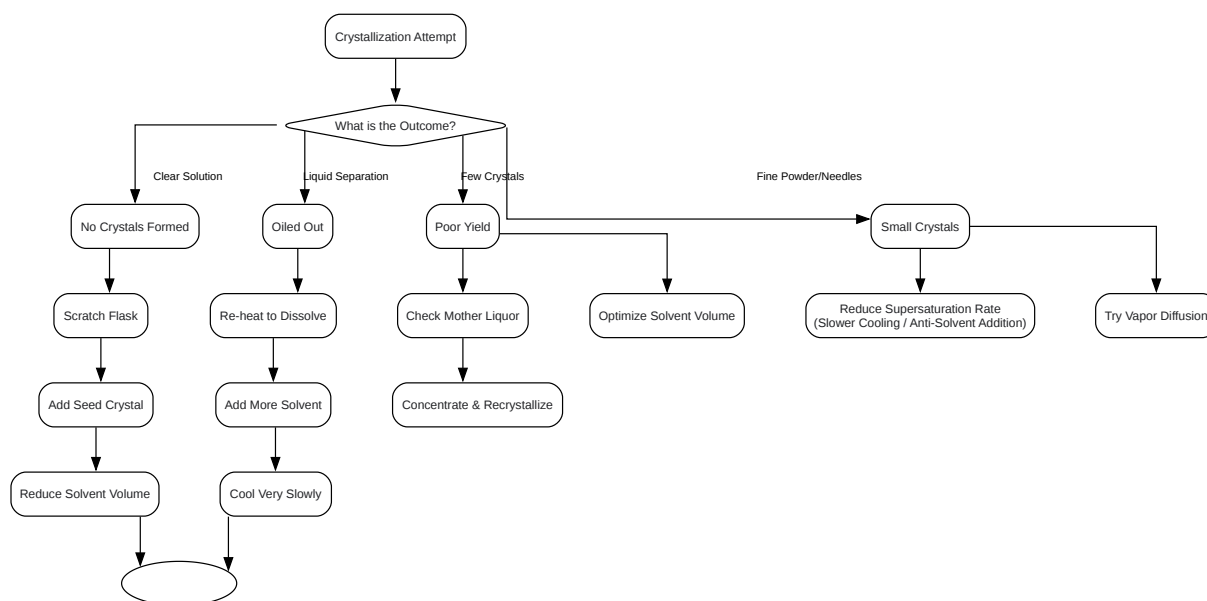 Crystallization Attempt
What is the Outcome?
Clear Solution
Liquid Separation
Few Crystals
Fine Powder/Needles
No Crystals Formed
Oiled Out
Poor Yield
Small Crystals
Scratch Flask
Re-heat to Dissolve
Check Mother Liquor
Optimize Solvent Volume
Reduce Supersaturation Rate
(Slower Cooling / Anti-Solvent Addition)
Try Vapor Diffusion
Add Seed Crystal
Add More Solvent
Concentrate & Recrystallize
Reduce Solvent Volume
Cool Very Slowly